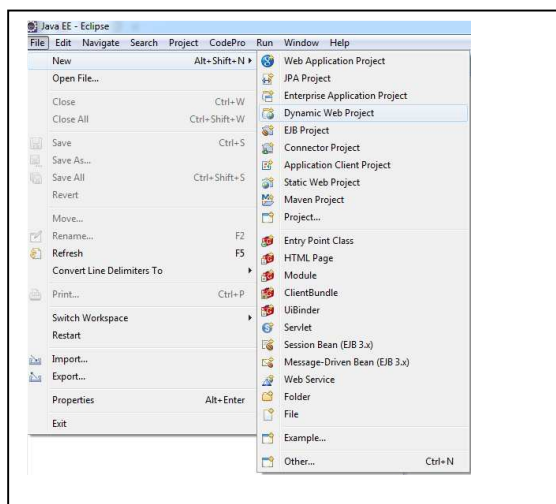 Java EE - Eclipse
File Edit Navigate Search Project CodePro Run Window Help
New Alt+Shift+N
Open File...
Close Ctrl+W
Close All Ctrl+Shift+W
Save Ctrl+S
Save As...
Save All Ctrl+Shift+S
Revert
Move...
Rename... F2
Refresh F5
Convert Line Delimiters To
Print... Ctrl+P
Switch Workspace
Restart
Import...
Export...
Properties Alt+Enter
Exit
Web Application Project
JPA Project
Enterprise Application Project
Dynamic Web Project
EJB Project
Connector Project
Application Client Project
Static Web Project
Maven Project
Project...
Entry Point Class
HTML Page
Module
ClientBundle
UiBinder
Servlet
Session Bean (EJB 3.x)
Message-Driven Bean (EJB 3.x)
Web Service
Folder
File
Example...
Other... Ctrl+N